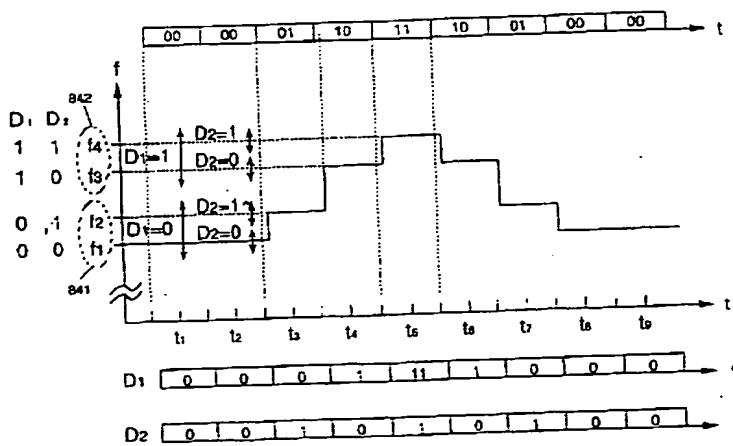 00 00 01 10 11 10 01 00 00 t
f
842
D1 D2
1 1 f4 D1=1 D2=1
1 0 f3 D2=0
0 ,1 f2 D1=0 D2=1~
0 0 f1 D2=0
841
t
t1 t2 t3 t4 t5 t6 t7 t8 t9
D1 0 0 0 1 11 1 0 0 0
D2 0 0 1 0 1 0 1 0 0